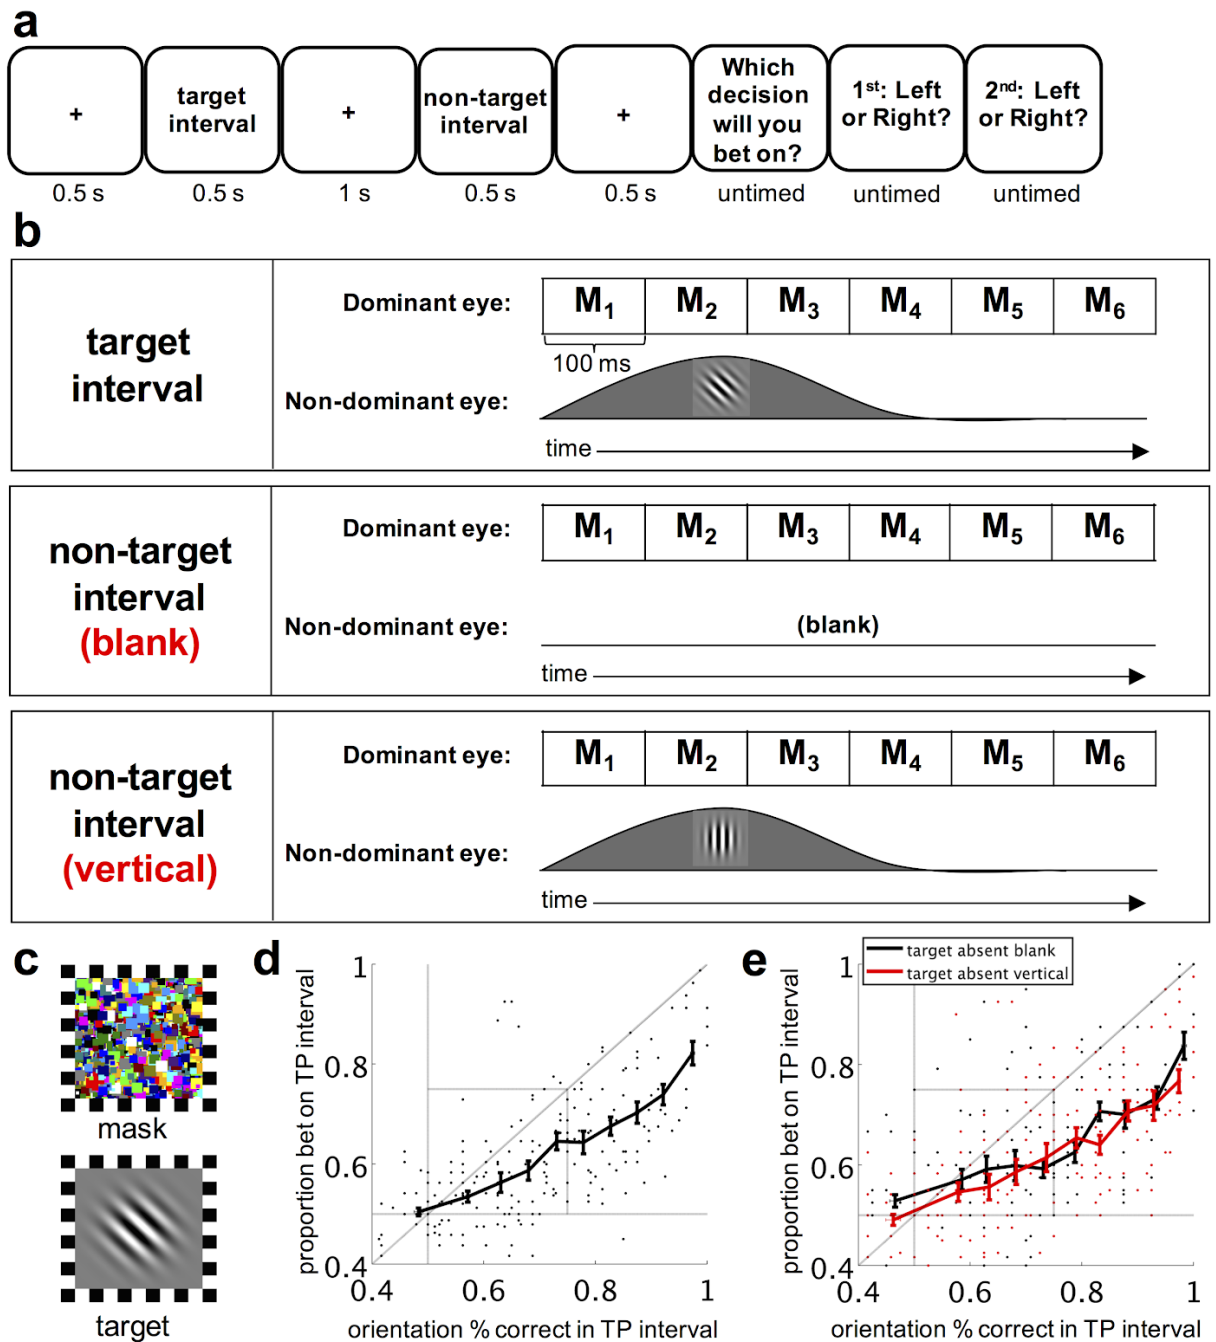 a
+
target
interval
+
non-target
interval
+
Which
decision
will you
bet on?
1st: Left
or Right?
2nd: Left
or Right?
0.5 s
0.5 s
1 s
0.5 s
0.5 s
untimed
untimed
untimed
b
target
interval
Dominant eye:
M1
M2
M3
M4
M5
M6
100 ms
Non-dominant eye:
time
non-target
interval
(blank)
Dominant eye:
M1
M2
M3
M4
M5
M6
Non-dominant eye:
(blank)
time
non-target
interval
(vertical)
Dominant eye:
M1
M2
M3
M4
M5
M6
Non-dominant eye:
time
c
mask
target
d
proportion bet on TP interval
1
0.8
0.6
0.4
0.4
0.6
0.8
1
orientation % correct in TP interval
e
target absent blank
target absent vertical
proportion bet on TP interval
1
0.8
0.6
0.4
0.4
0.6
0.8
1
orientation % correct in TP interval